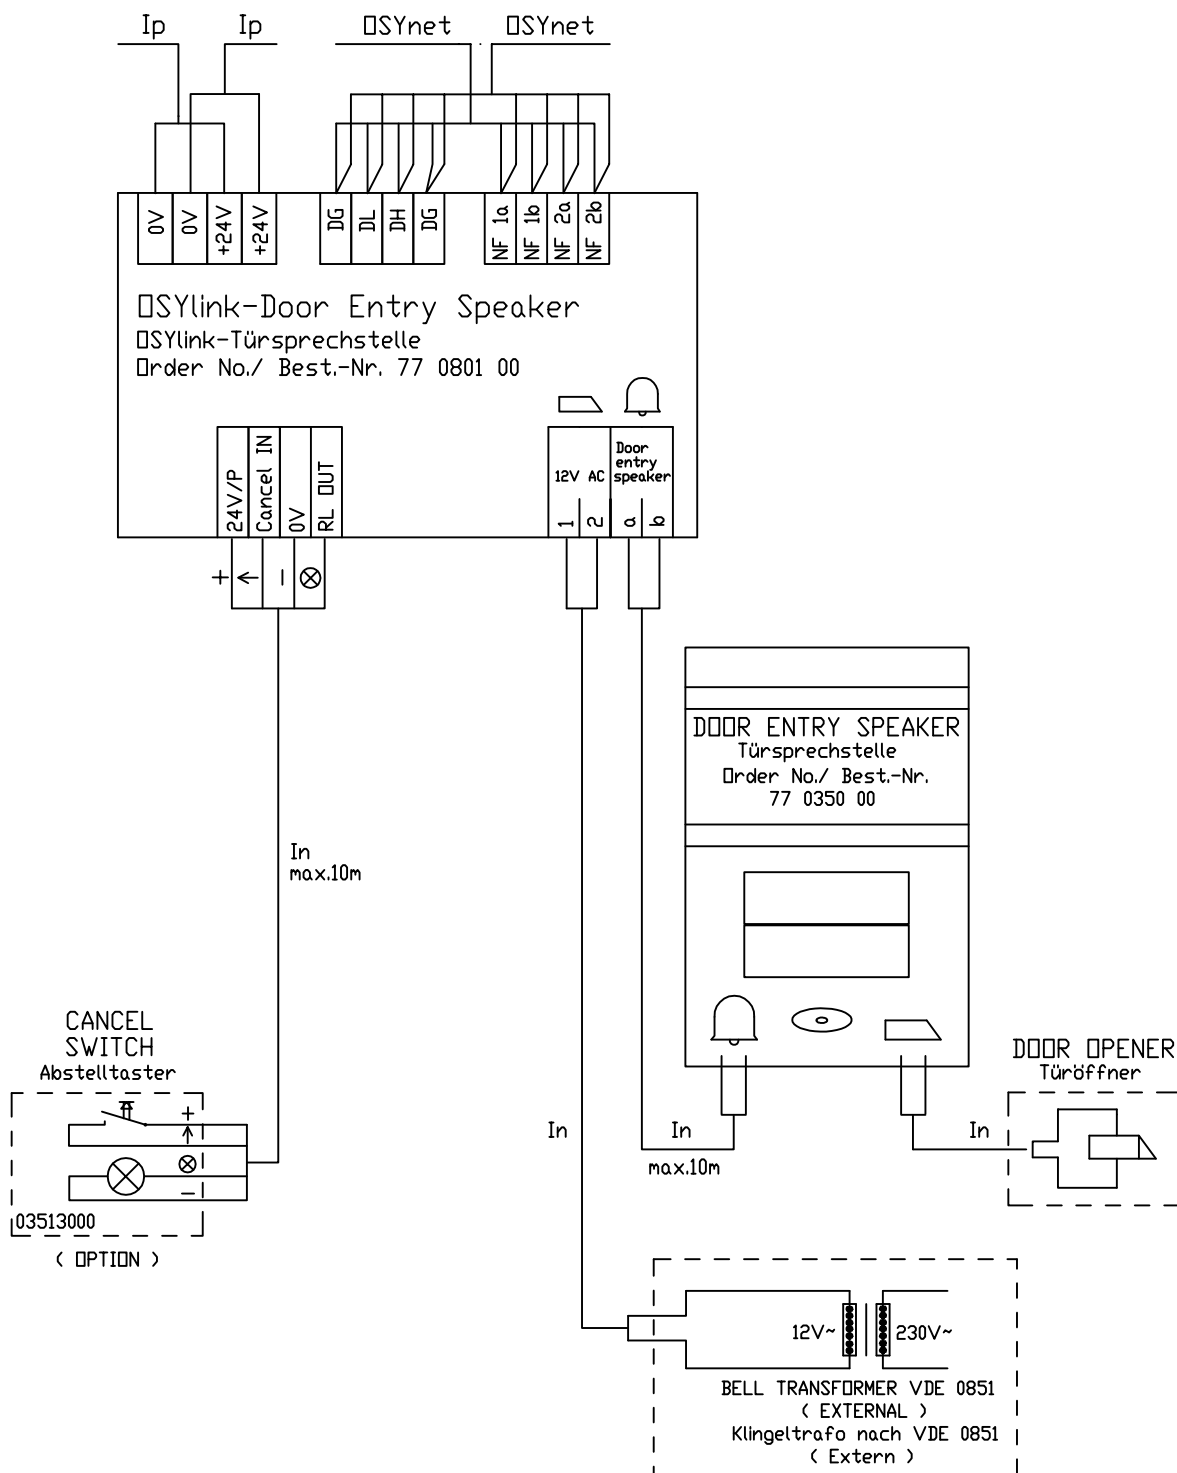 Ip
Ip
OSYnet
OSYnet
0V
0V
+24V
+24V
DG
DL
DH
DG
NF 1a
NF 1b
NF 2a
NF 2b
OSYlink-Door Entry Speaker
OSYlink-Türsprechstelle
Order No./ Best.-Nr. 77 0801 00
24V/P
Cancel IN
0V
RL OUT
12V AC
Door
entry
speaker
1
2
a
b
+
-
DOOR ENTRY SPEAKER
Türsprechstelle
Order No./ Best.-Nr.
77 0350 00
In
max.10m
CANCEL
SWITCH
Abstelltaster
+
-
03513000
( OPTION )
In
In
max.10m
In
DOOR OPENER
Türöffner
12V~
230V~
BELL TRANSFORMER VDE 0851
( EXTERNAL )
Klingeltrafo nach VDE 0851
( Extern )